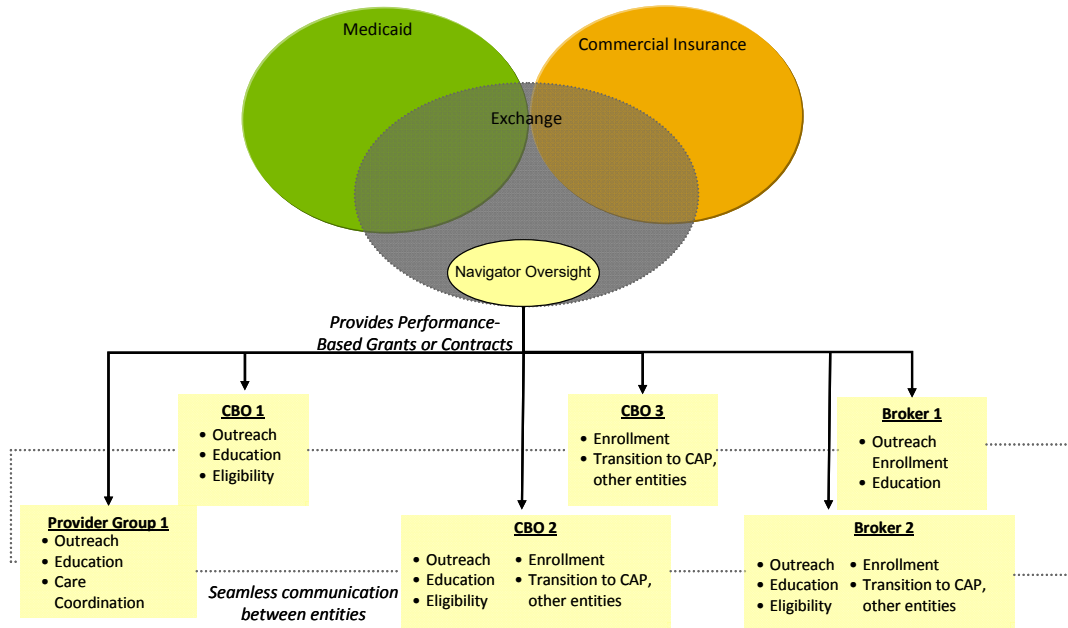 Medicaid
Commercial Insurance
Exchange
Navigator Oversight
Provides Performance-
Based Grants or Contracts
CBO 1
• Outreach
• Education
• Eligibility
CBO 3
• Enrollment
• Transition to CAP,
other entities
Broker 1
• Outreach
Enrollment
• Education
Provider Group 1
• Outreach
• Education
• Care
Coordination
CBO 2
• Outreach
• Education
• Eligibility
• Enrollment
• Transition to CAP,
other entities
Broker 2
• Outreach
• Education
• Eligibility
• Enrollment
• Transition to CAP,
other entities
Seamless communication
between entities